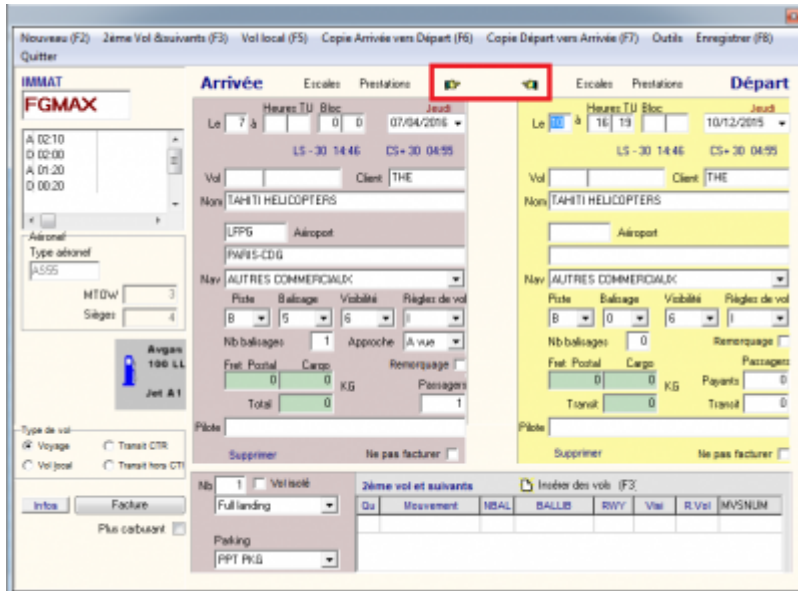 Nouveau (F2) 2ème Vol &suivants (F3) Vol local (F5) Copie Arrivée vers Départ (F6) Copie Départ vers Arrivée (F7) Outils Enregistrer (F8)
Quitter
IMMAT Arrivée Escales Prestations Escales Prestations Départ
FGMAX
Heures TU Bloc Jeudi Heures TU Bloc Jeudi
Le 7 à 0 0 07/04/2016 Le 10 à 16 19 10/12/2015
A 02:10
D 02:00
A 01:20
D 00:20
LS - 30 14:46 CS+ 30 04:55 LS - 30 14:46 CS+ 30 04:55
Vol Client THE Vol Client THE
Nom TAHITI HELICOPTERS Nom TAHITI HELICOPTERS
LFPG Aéroport Aéroport
PARIS-CDG
Aéronef
Type aéronef
AS55
MTOW 3
Sièges 4
Nav AUTRES COMMERCIAUX Nav AUTRES COMMERCIAUX
Piste Balisage Visibilité Règles de vol Piste Balisage Visibilité Règles de vol
B 5 6 I B 0 6 I
Nb balisages 1 Approche A vue Nb balisages 0 Remorquage
Avgas
100 LL
Jet A1
Fret Postal Cargo Remorquage Fret Postal Cargo Passagers
0 0 KG Passagers 0 0 KG Payants 0
Total 0 1 Transit 0 Transit 0
Pilote Pilote
Type de vol
Voyage Transit CTR
Vol local Transit hors CTR
Supprimer Ne pas facturer Supprimer Ne pas facturer
Infos Facture
Plus carburant
Nb 1 Vol isolé 2ème vol et suivants Insérer des vols (F3)
Full landing Qu Mouvement NBAL BALLIB RWY Visi R.Vol MVSNUM
Parking
PPT PKG